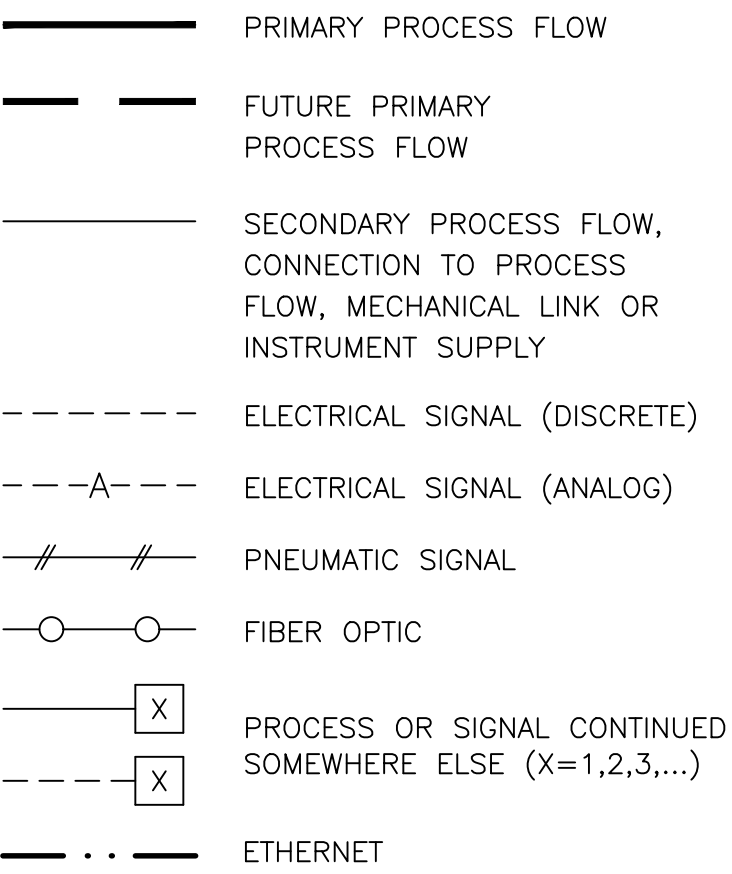 PRIMARY PROCESS FLOW
FUTURE PRIMARY
PROCESS FLOW
SECONDARY PROCESS FLOW,
CONNECTION TO PROCESS
FLOW, MECHANICAL LINK OR
INSTRUMENT SUPPLY
ELECTRICAL SIGNAL (DISCRETE)
A
ELECTRICAL SIGNAL (ANALOG)
PNEUMATIC SIGNAL
FIBER OPTIC
X
X
PROCESS OR SIGNAL CONTINUED
SOMEWHERE ELSE (X=1,2,3,...)
ETHERNET